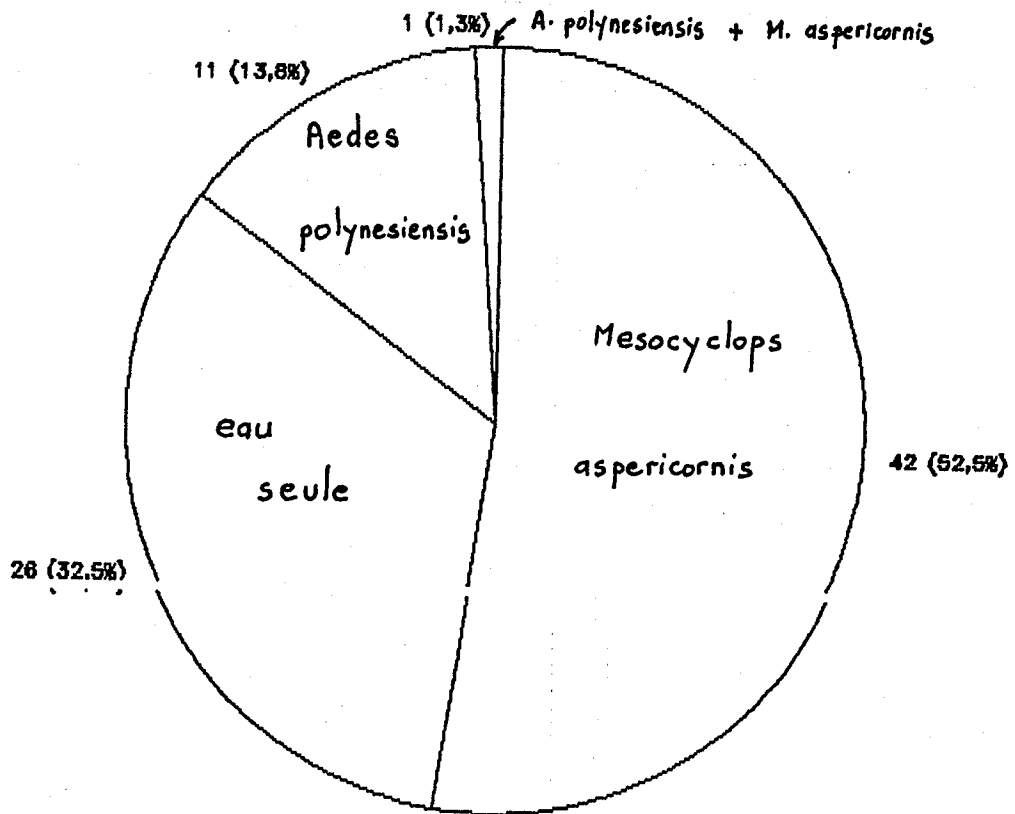 1 (1,3%) A. polynesiensis + M. aspericornis
11 (13,8%)
Aedes
polynesiensis
Mesocyclops
aspericornis
42 (52,5%)
eau
seule
26 (32,5%)